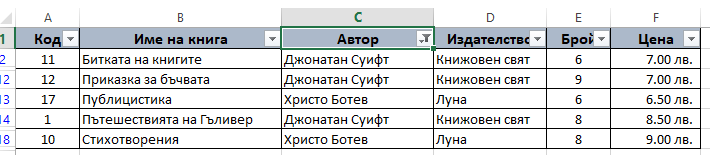 A B C D E F
1 Код Име на книга Автор Издателство Брой Цена
2 11 Битката на книгите Джонатан Суифт Книжовен свят 6 7.00 лв.
12 12 Приказка за бъчвата Джонатан Суифт Книжовен свят 9 7.00 лв.
13 17 Публицистика Христо Ботев Луна 6 6.50 лв.
14 1 Пътешествията на Гъливер Джонатан Суифт Книжовен свят 8 8.50 лв.
18 10 Стихотворения Христо Ботев Луна 8 9.00 лв.